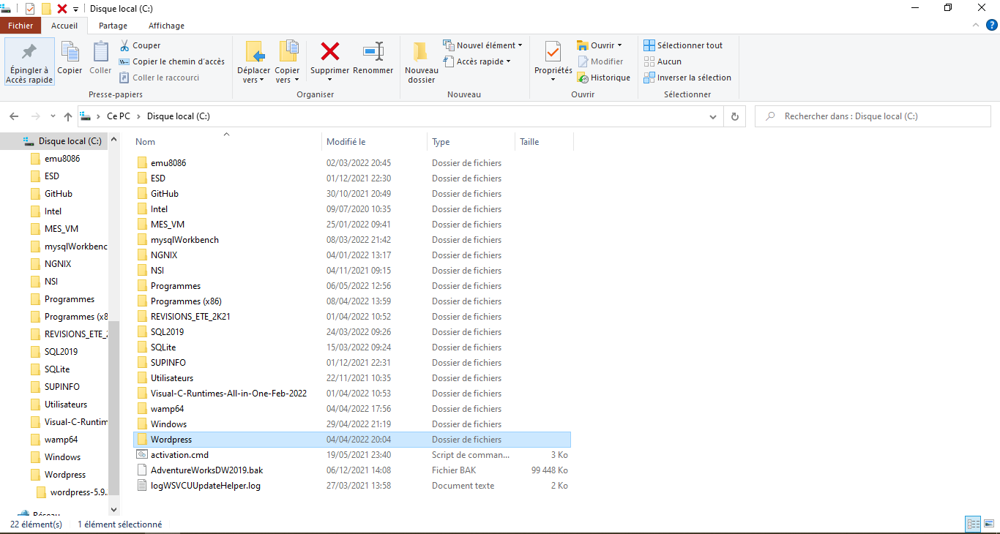 Disque local (C:)
Fichier Accueil Partage Affichage
Épingler à Accès rapide
Copier
Coller
Couper
Copier le chemin d'accès
Coller le raccourci
Presse-papiers
Déplacer vers
Copier vers
Supprimer
Renommer
Organiser
Nouveau dossier
Nouvel élément
Accès rapide
Nouveau
Propriétés
Ouvrir
Modifier
Historique
Ouvrir
Sélectionner tout
Aucun
Inverser la sélection
Sélectionner
Ce PC > Disque local (C:)
Rechercher dans : Disque local (C:)
Disque local (C:)
emu8086
ESD
GitHub
Intel
MES_VM
mysqlWorkbenc
NGNIX
NSI
Programmes
Programmes (x8
REVISIONS_ETE_2
SQL2019
SQLite
SUPINFO
Utilisateurs
Visual-C-Runtim
wamp64
Windows
Wordpress
wordpress-5.9.
Réseau
Nom Modifié le Type Taille
emu8086 02/03/2022 20:45 Dossier de fichiers
ESD 01/12/2021 22:30 Dossier de fichiers
GitHub 30/10/2021 20:49 Dossier de fichiers
Intel 09/07/2020 10:35 Dossier de fichiers
MES_VM 25/01/2022 09:41 Dossier de fichiers
mysqlWorkbench 08/03/2022 21:42 Dossier de fichiers
NGNIX 04/01/2022 13:17 Dossier de fichiers
NSI 04/11/2021 09:15 Dossier de fichiers
Programmes 06/05/2022 12:56 Dossier de fichiers
Programmes (x86) 08/04/2022 13:59 Dossier de fichiers
REVISIONS_ETE_2K21 01/04/2022 10:52 Dossier de fichiers
SQL2019 24/03/2022 09:26 Dossier de fichiers
SQLite 15/03/2022 09:24 Dossier de fichiers
SUPINFO 01/12/2021 22:31 Dossier de fichiers
Utilisateurs 22/11/2021 10:35 Dossier de fichiers
Visual-C-Runtimes-All-in-One-Feb-2022 01/04/2022 10:53 Dossier de fichiers
wamp64 04/04/2022 17:56 Dossier de fichiers
Windows 29/04/2022 21:19 Dossier de fichiers
Wordpress 04/04/2022 20:04 Dossier de fichiers
activation.cmd 19/05/2021 23:40 Script de comman... 3 Ko
AdventureWorksDW2019.bak 06/12/2021 14:08 Fichier BAK 99 448 Ko
logWSVCUUpdateHelper.log 27/03/2021 13:58 Document texte 2 Ko
22 élément(s) 1 élément sélectionné